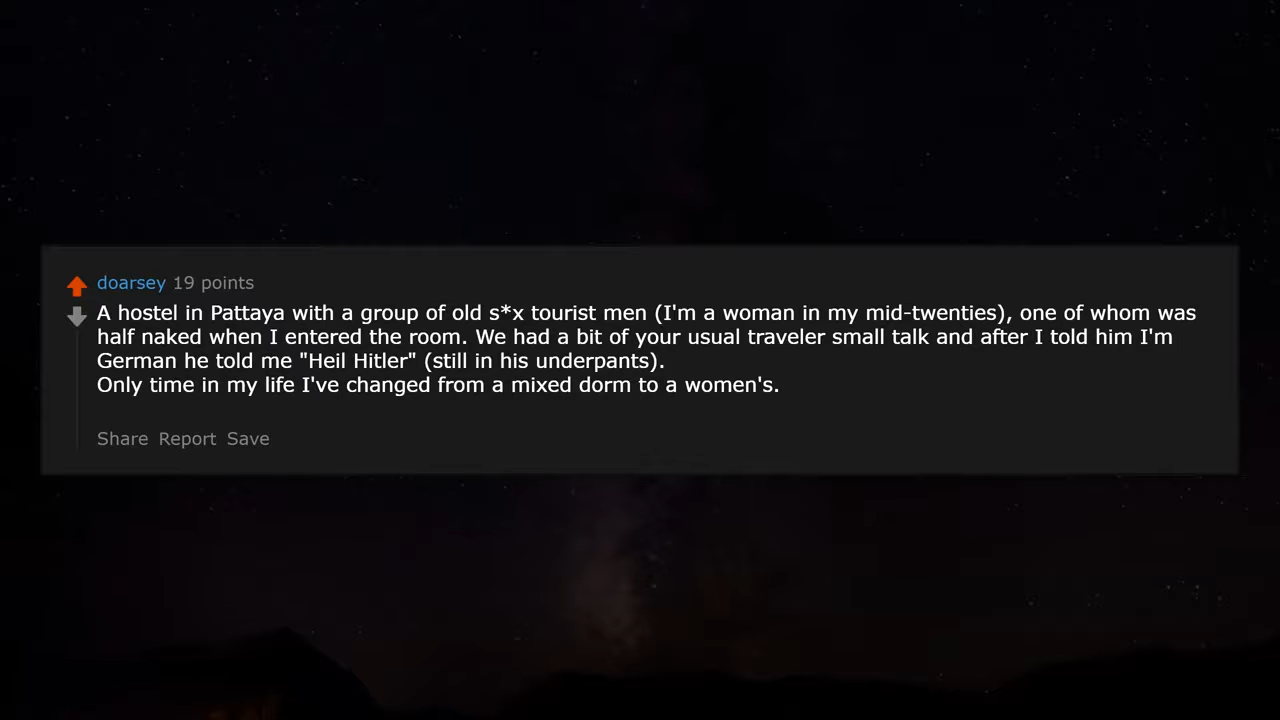 doarsey 19 points
A hostel in Pattaya with a group of old s*x tourist men (I'm a woman in my mid-twenties), one of whom was
half naked when I entered the room. We had a bit of your usual traveler small talk and after I told him I'm
German he told me "Heil Hitler" (still in his underpants).
Only time in my life I've changed from a mixed dorm to a women's.
Share Report Save